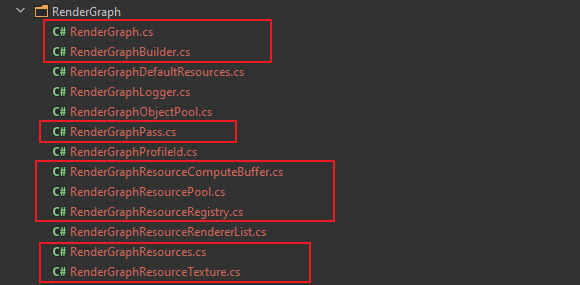 RenderGraph
C# RenderGraph.cs
C# RenderGraphBuilder.cs
C# RenderGraphDefaultResources.cs
C# RenderGraphLogger.cs
C# RenderGraphObjectPool.cs
C# RenderGraphPass.cs
C# RenderGraphProfileId.cs
C# RenderGraphResourceComputeBuffer.cs
C# RenderGraphResourcePool.cs
C# RenderGraphResourceRegistry.cs
C# RenderGraphResourceRendererList.cs
C# RenderGraphResources.cs
C# RenderGraphResourceTexture.cs